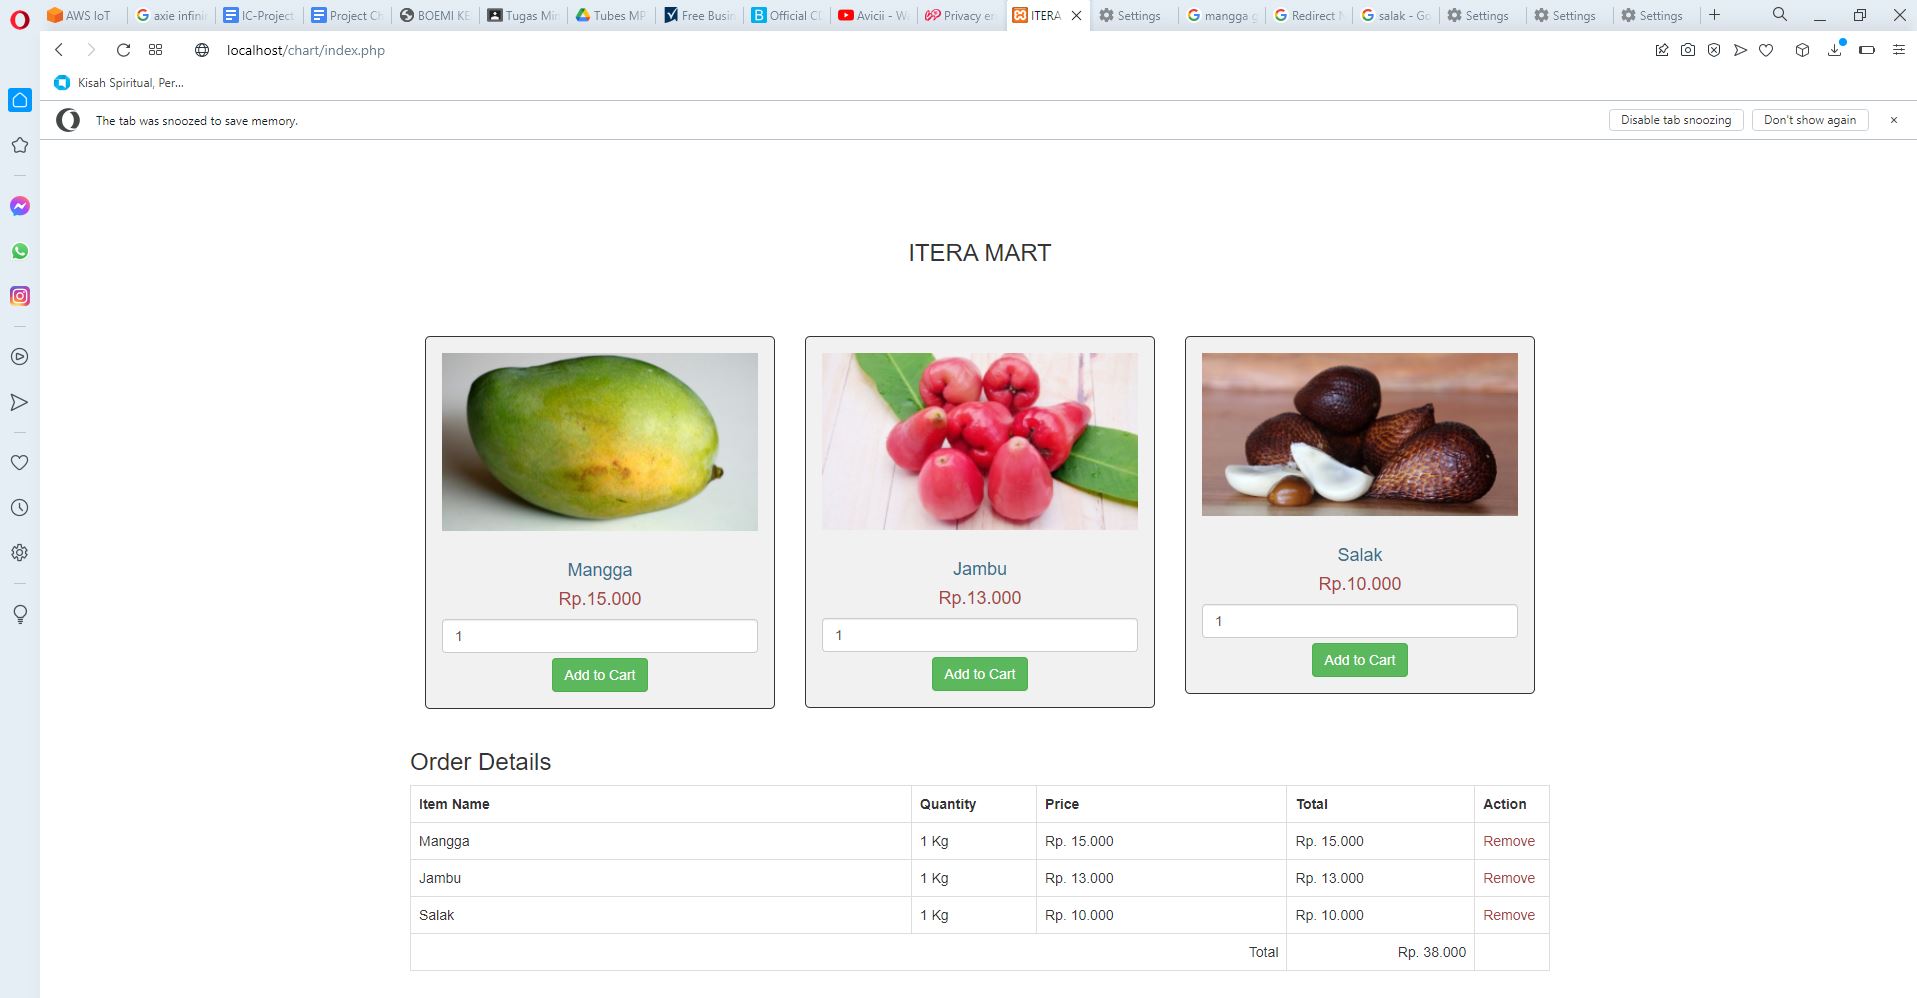 AWS IoT
axie infini
IC-Project
Project Ch
BOEMI KE
Tugas Min
Tubes MP
Free Busin
Official CD
Avicii - Wa
Privacy er
ITERA
Settings
mangga g
Redirect
salak - Go
Settings
Settings
Settings
localhost/chart/index.php
Kisah Spiritual, Per...
The tab was snoozed to save memory.
Disable tab snoozing
Don't show again
ITERA MART
Mangga
Rp.15.000
1
Add to Cart
Jambu
Rp.13.000
1
Add to Cart
Salak
Rp.10.000
1
Add to Cart
Order Details
Item Name Quantity Price Total Action
Mangga 1 Kg Rp. 15.000 Rp. 15.000 Remove
Jambu 1 Kg Rp. 13.000 Rp. 13.000 Remove
Salak 1 Kg Rp. 10.000 Rp. 10.000 Remove
Total Rp. 38.000